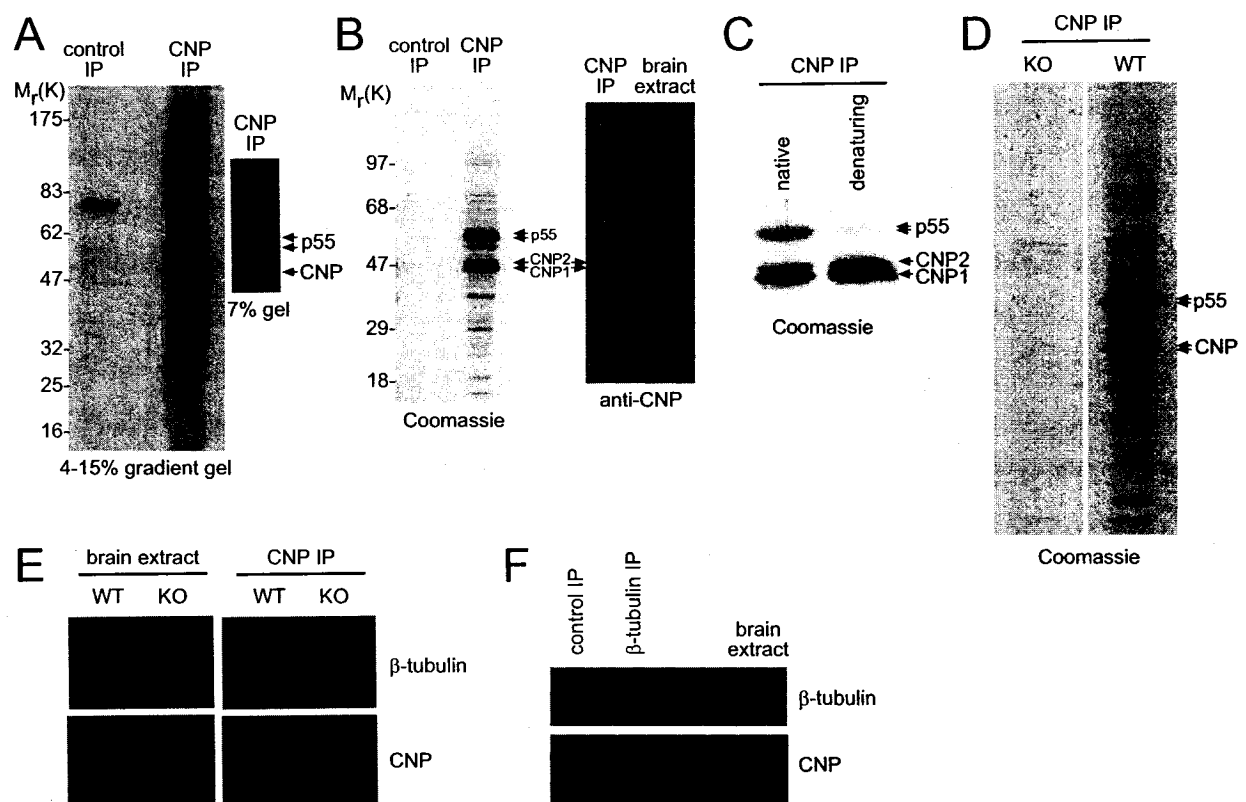 A
control IP
CNP IP
Mr(K)
175-
83-
62-
47-
32-
25-
16-
4-15% gradient gel
CNP IP
p55
CNP
7% gel
B
control IP
CNP IP
Mr(K)
97-
68-
47-
29-
18-
p55
CNP2
CNP1
Coomassie
CNP IP
brain extract
anti-CNP
C
CNP IP
native
denaturing
p55
CNP2
CNP1
Coomassie
D
CNP IP
KO WT
p55
CNP
Coomassie
E
brain extract
CNP IP
WT KO WT KO
β-tubulin
CNP
F
control IP
β-tubulin IP
brain extract
β-tubulin
CNP